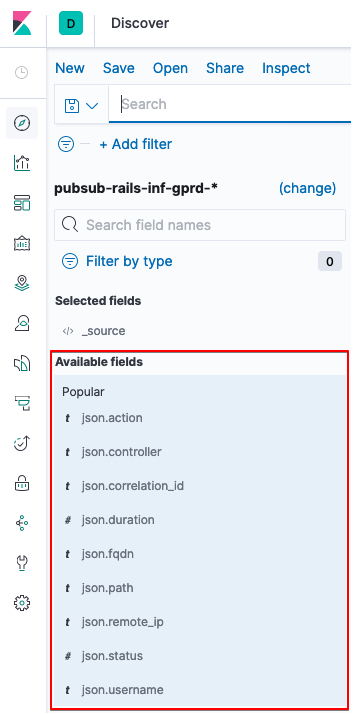 D Discover
New Save Open Share Inspect
Search
+ Add filter
pubsub-rails-inf-gprd-* (change)
Search field names
Filter by type 0
Selected fields
</> _source
Available fields
Popular
t json.action
t json.controller
t json.correlation_id
# json.duration
t json.fqdn
t json.path
t json.remote_ip
# json.status
t json.username